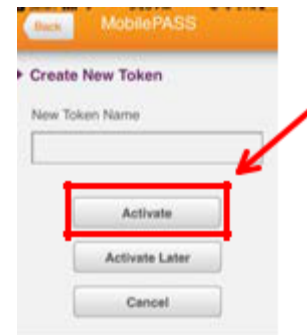 Back
MobilePASS
Create New Token
New Token Name
Activate
Activate Later
Cancel